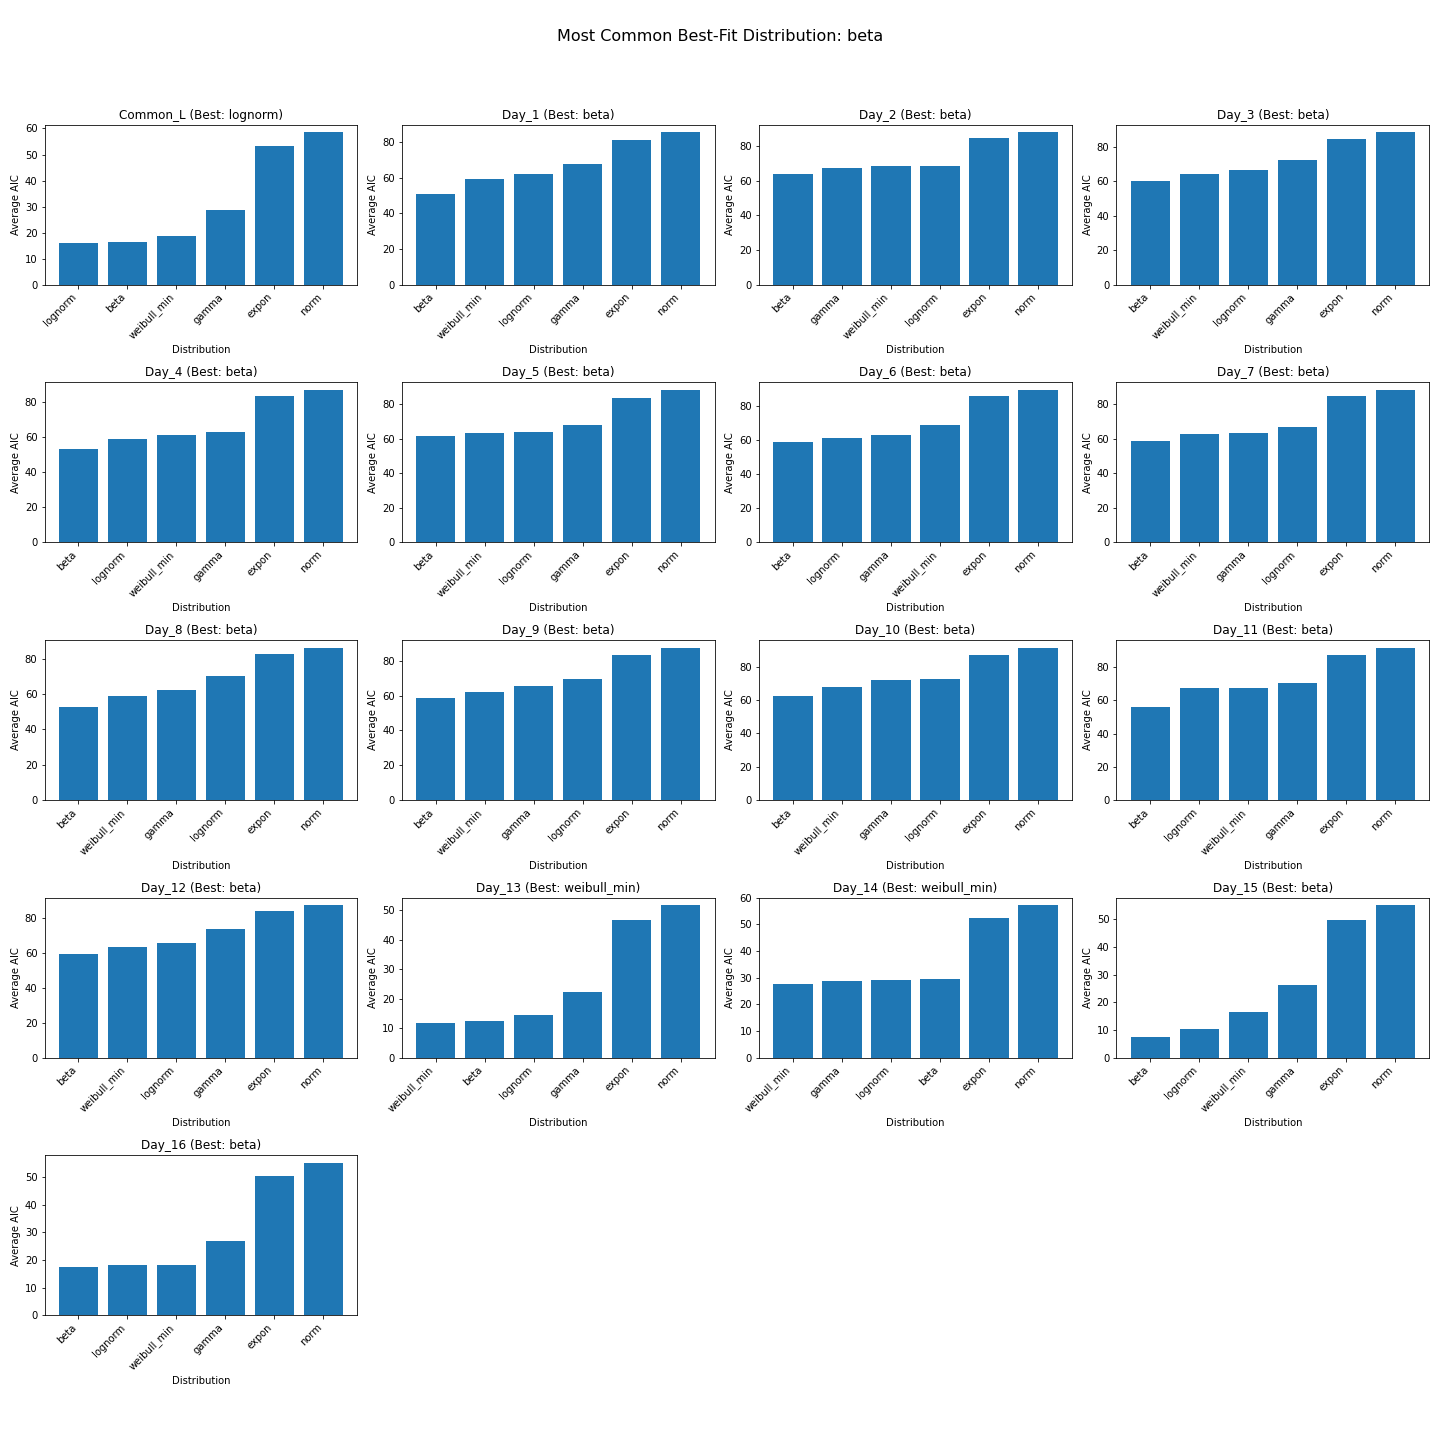 Most Common Best-Fit Distribution: beta
Common_L (Best: lognorm)
Average AIC
60
50
40
30
20
10
0
lognorm
beta
weibull_min
gamma
expon
norm
Distribution
Day_1 (Best: beta)
Average AIC
80
60
40
20
0
beta
weibull_min
lognorm
gamma
expon
norm
Distribution
Day_2 (Best: beta)
Average AIC
80
60
40
20
0
beta
gamma
weibull_min
lognorm
expon
norm
Distribution
Day_3 (Best: beta)
Average AIC
80
60
40
20
0
beta
weibull_min
lognorm
gamma
expon
norm
Distribution
Day_4 (Best: beta)
Average AIC
80
60
40
20
0
beta
lognorm
weibull_min
gamma
expon
norm
Distribution
Day_5 (Best: beta)
Average AIC
80
60
40
20
0
beta
weibull_min
lognorm
gamma
expon
norm
Distribution
Day_6 (Best: beta)
Average AIC
80
60
40
20
0
beta
lognorm
gamma
weibull_min
expon
norm
Distribution
Day_7 (Best: beta)
Average AIC
80
60
40
20
0
beta
weibull_min
gamma
lognorm
expon
norm
Distribution
Day_8 (Best: beta)
Average AIC
80
60
40
20
0
beta
weibull_min
gamma
lognorm
expon
norm
Distribution
Day_9 (Best: beta)
Average AIC
80
60
40
20
0
beta
weibull_min
gamma
lognorm
expon
norm
Distribution
Day_10 (Best: beta)
Average AIC
80
60
40
20
0
beta
weibull_min
gamma
lognorm
expon
norm
Distribution
Day_11 (Best: beta)
Average AIC
80
60
40
20
0
beta
lognorm
weibull_min
gamma
expon
norm
Distribution
Day_12 (Best: beta)
Average AIC
80
60
40
20
0
beta
weibull_min
lognorm
gamma
expon
norm
Distribution
Day_13 (Best: weibull_min)
Average AIC
50
40
30
20
10
0
weibull_min
beta
lognorm
gamma
expon
norm
Distribution
Day_14 (Best: weibull_min)
Average AIC
60
50
40
30
20
10
0
weibull_min
gamma
lognorm
beta
expon
norm
Distribution
Day_15 (Best: beta)
Average AIC
50
40
30
20
10
0
beta
lognorm
weibull_min
gamma
expon
norm
Distribution
Day_16 (Best: beta)
Average AIC
50
40
30
20
10
0
beta
lognorm
weibull_min
gamma
expon
norm
Distribution